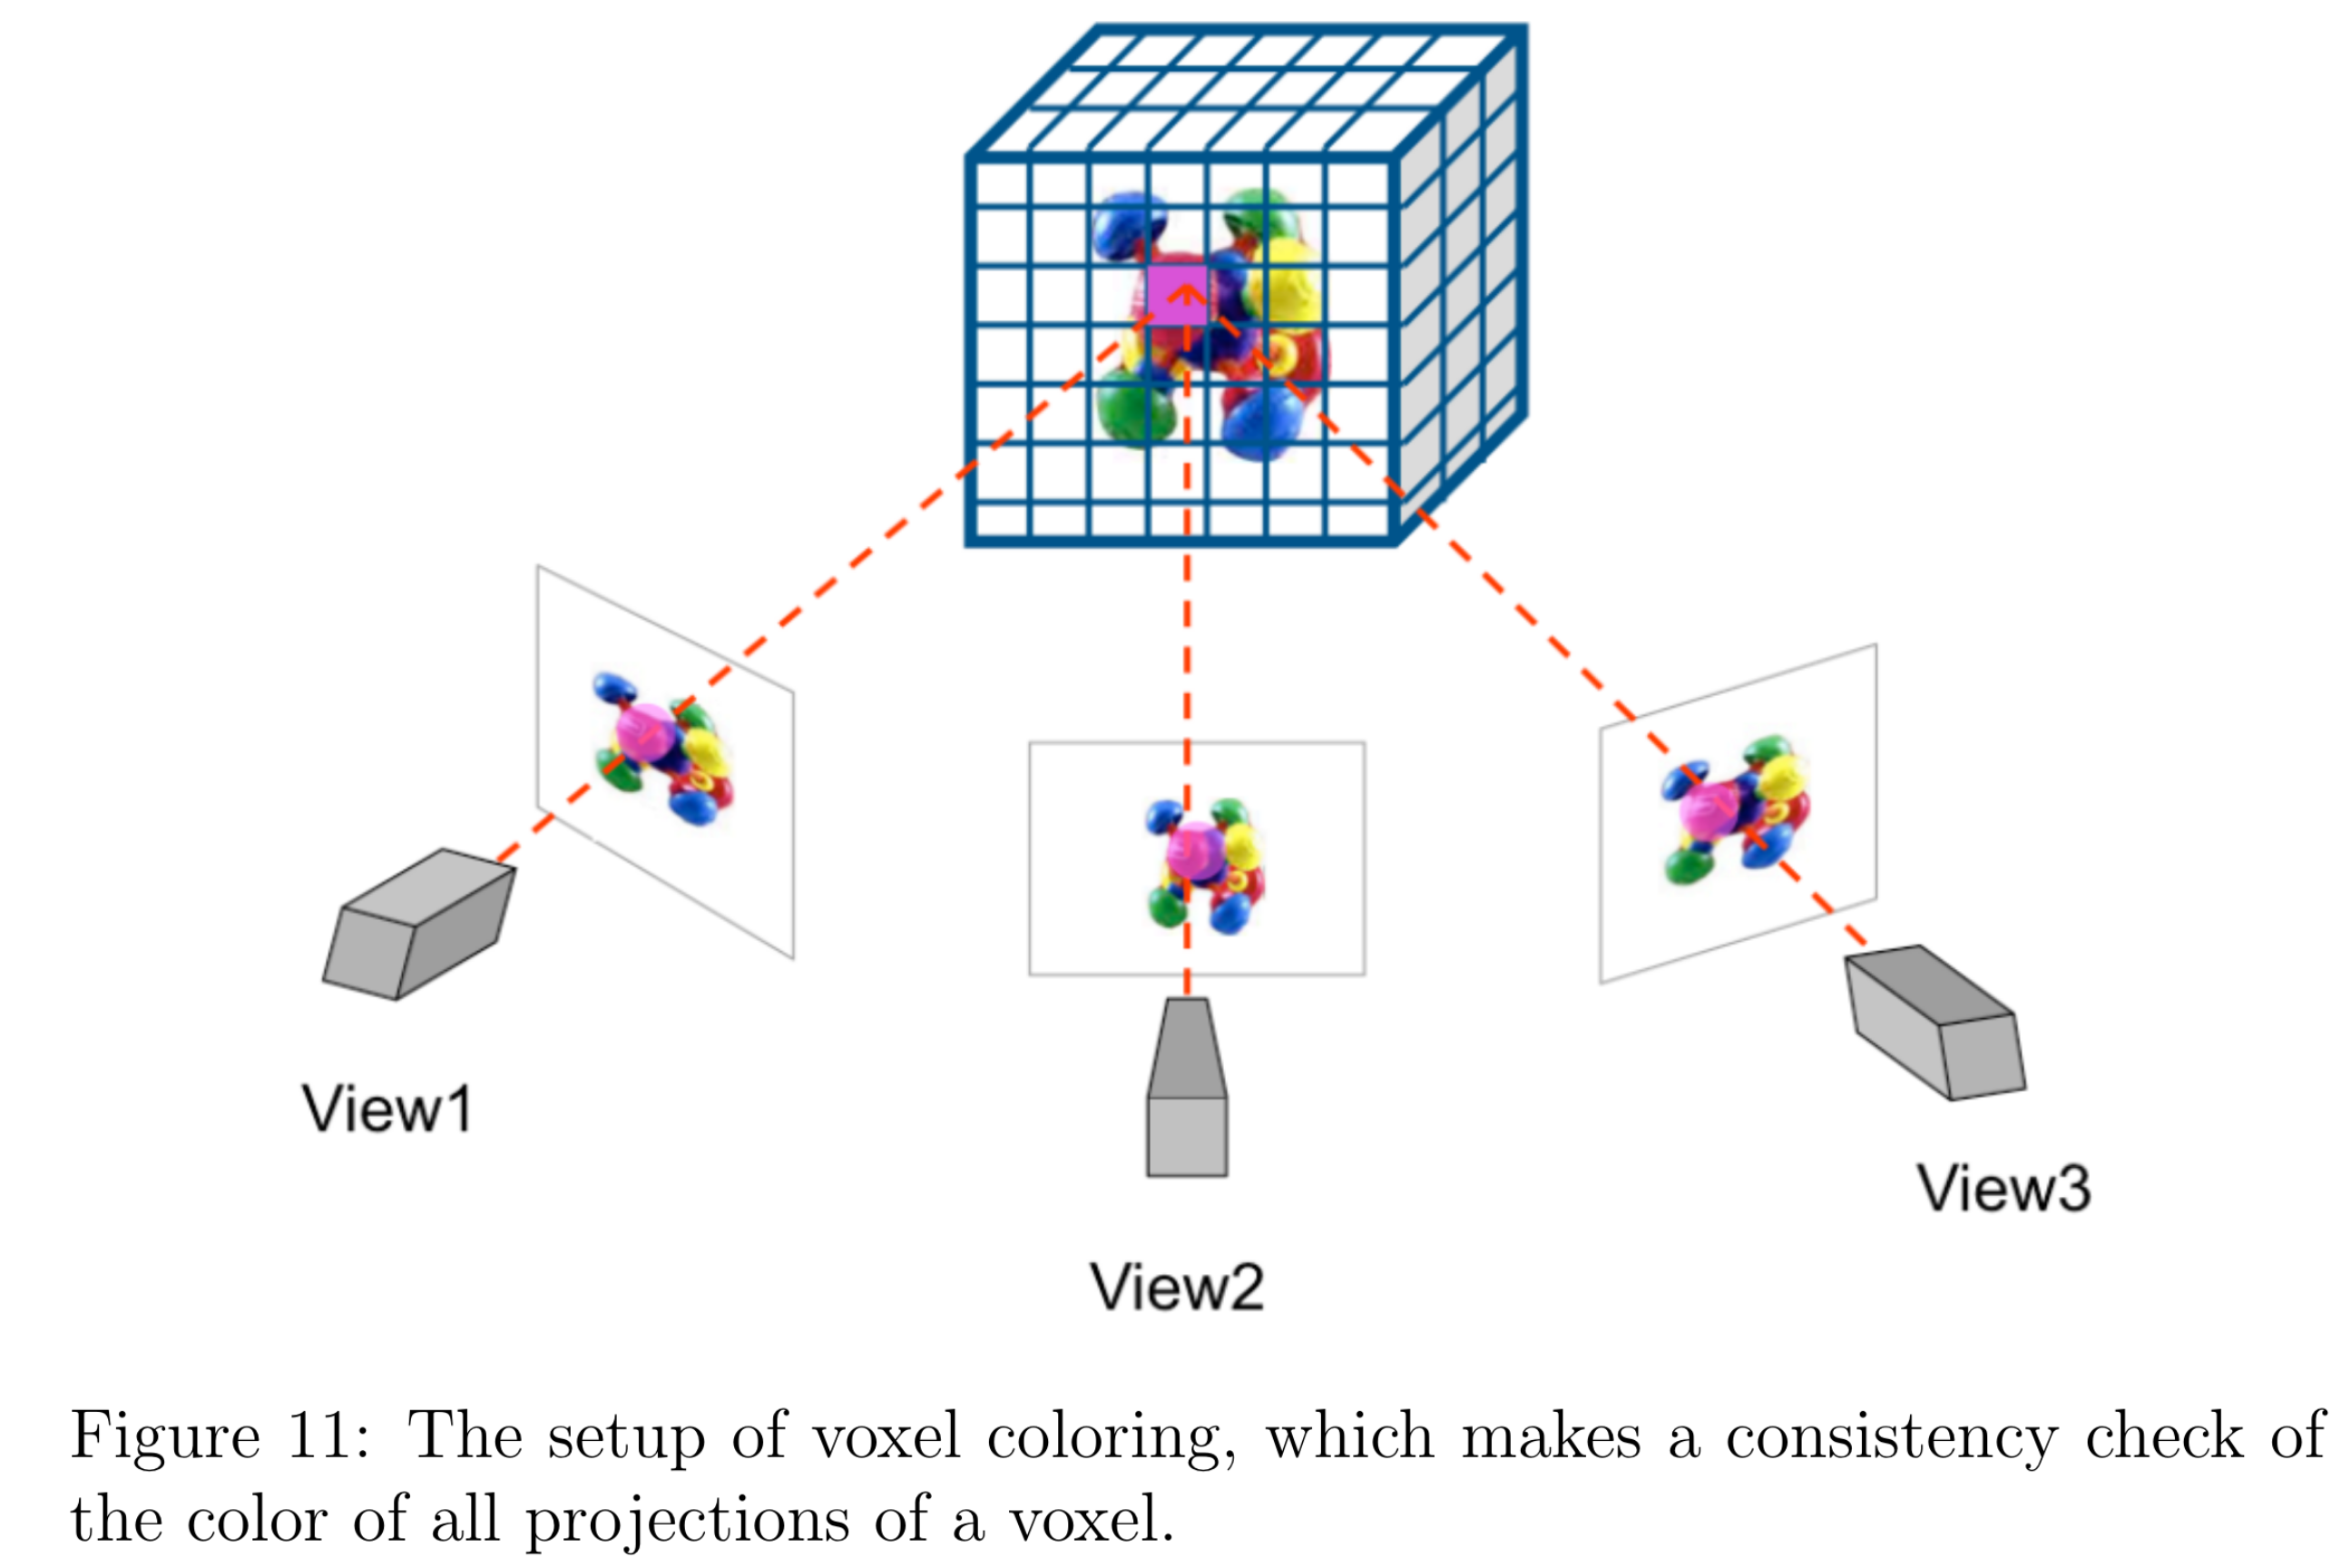 View1
View2
View3
Figure 11: The setup of voxel coloring, which makes a consistency check of
the color of all projections of a voxel.